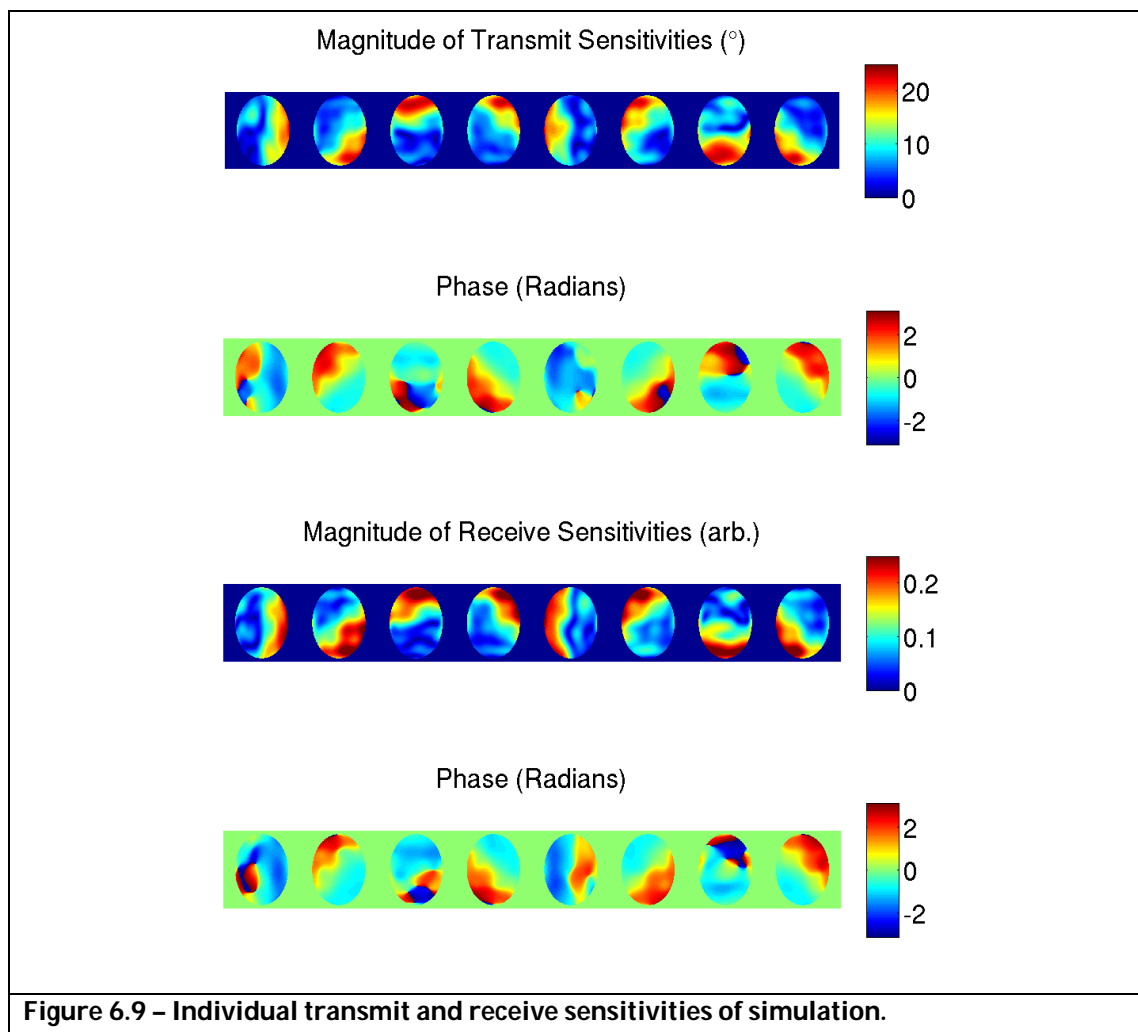 Magnitude of Transmit Sensitivities (°)
20
10
0
Phase (Radians)
2
0
-2
Magnitude of Receive Sensitivities (arb.)
0.2
0.1
0
Phase (Radians)
2
0
-2
Figure 6.9 – Individual transmit and receive sensitivities of simulation.